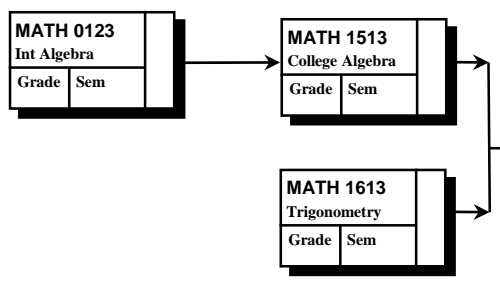 MATH 0123
Int Algebra
Grade Sem
MATH 1513
College Algebra
Grade Sem
MATH 1613
Trigonometry
Grade Sem